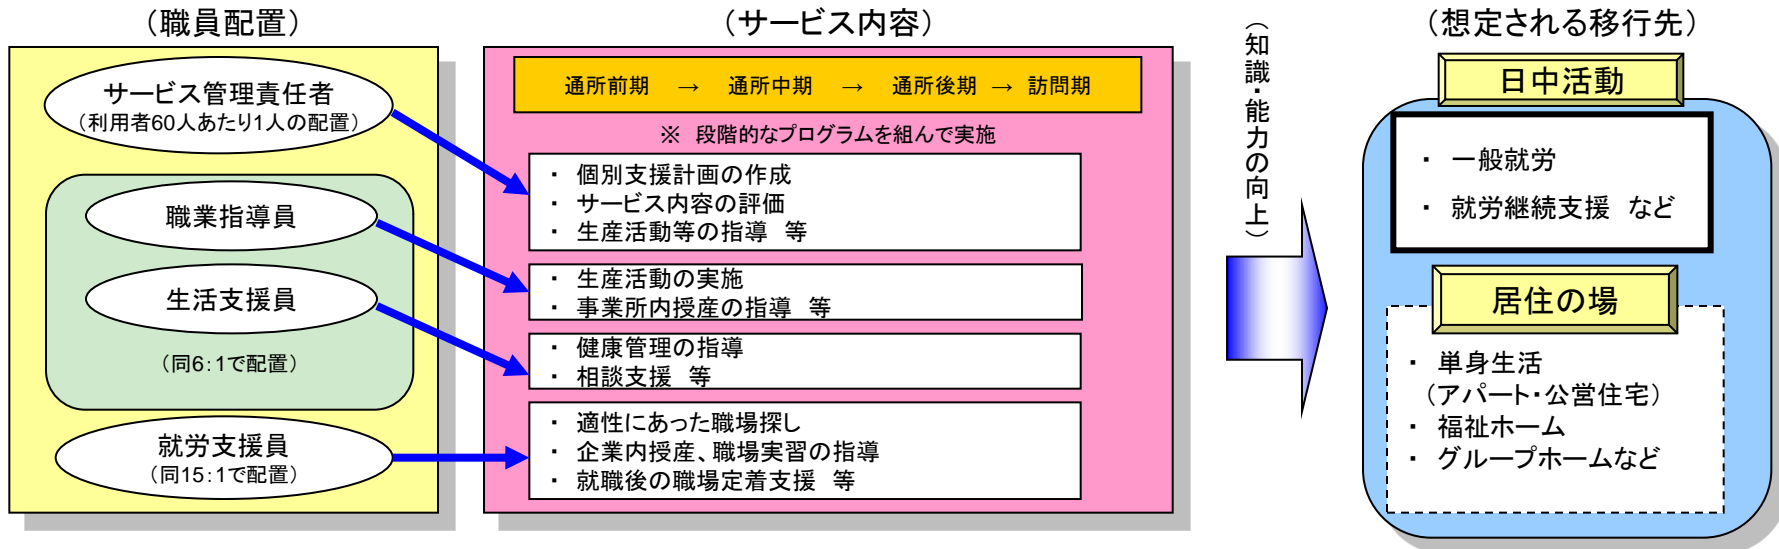 （職員配置）
サービス管理責任者
（利用者60人あたり1人の配置）
職業指導員
生活支援員
（同6：1で配置）
就労支援員
（同15：1で配置）
（サービス内容）
通所前期 → 通所中期 → 通所後期 → 訪問期
※ 段階的なプログラムを組んで実施
・ 個別支援計画の作成
・ サービス内容の評価
・ 生産活動等の指導 等
・ 生産活動の実施
・ 事業所内授産の指導 等
・ 健康管理の指導
・ 相談支援 等
・ 適性にあった職場探し
・ 企業内授産、職場実習の指導
・ 就職後の職場定着支援 等
（知識・能力の向上）
（想定される移行先）
日中活動
・ 一般就労
・ 就労継続支援 など
居住の場
・ 単身生活
（アパート・公営住宅）
・ 福祉ホーム
・ グループホームなど